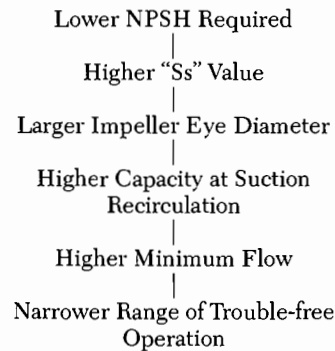 Lower NPSH Required
Higher “Ss” Value
Larger Impeller Eye Diameter
Higher Capacity at Suction
Recirculation
Higher Minimum Flow
Narrower Range of Trouble-free
Operation